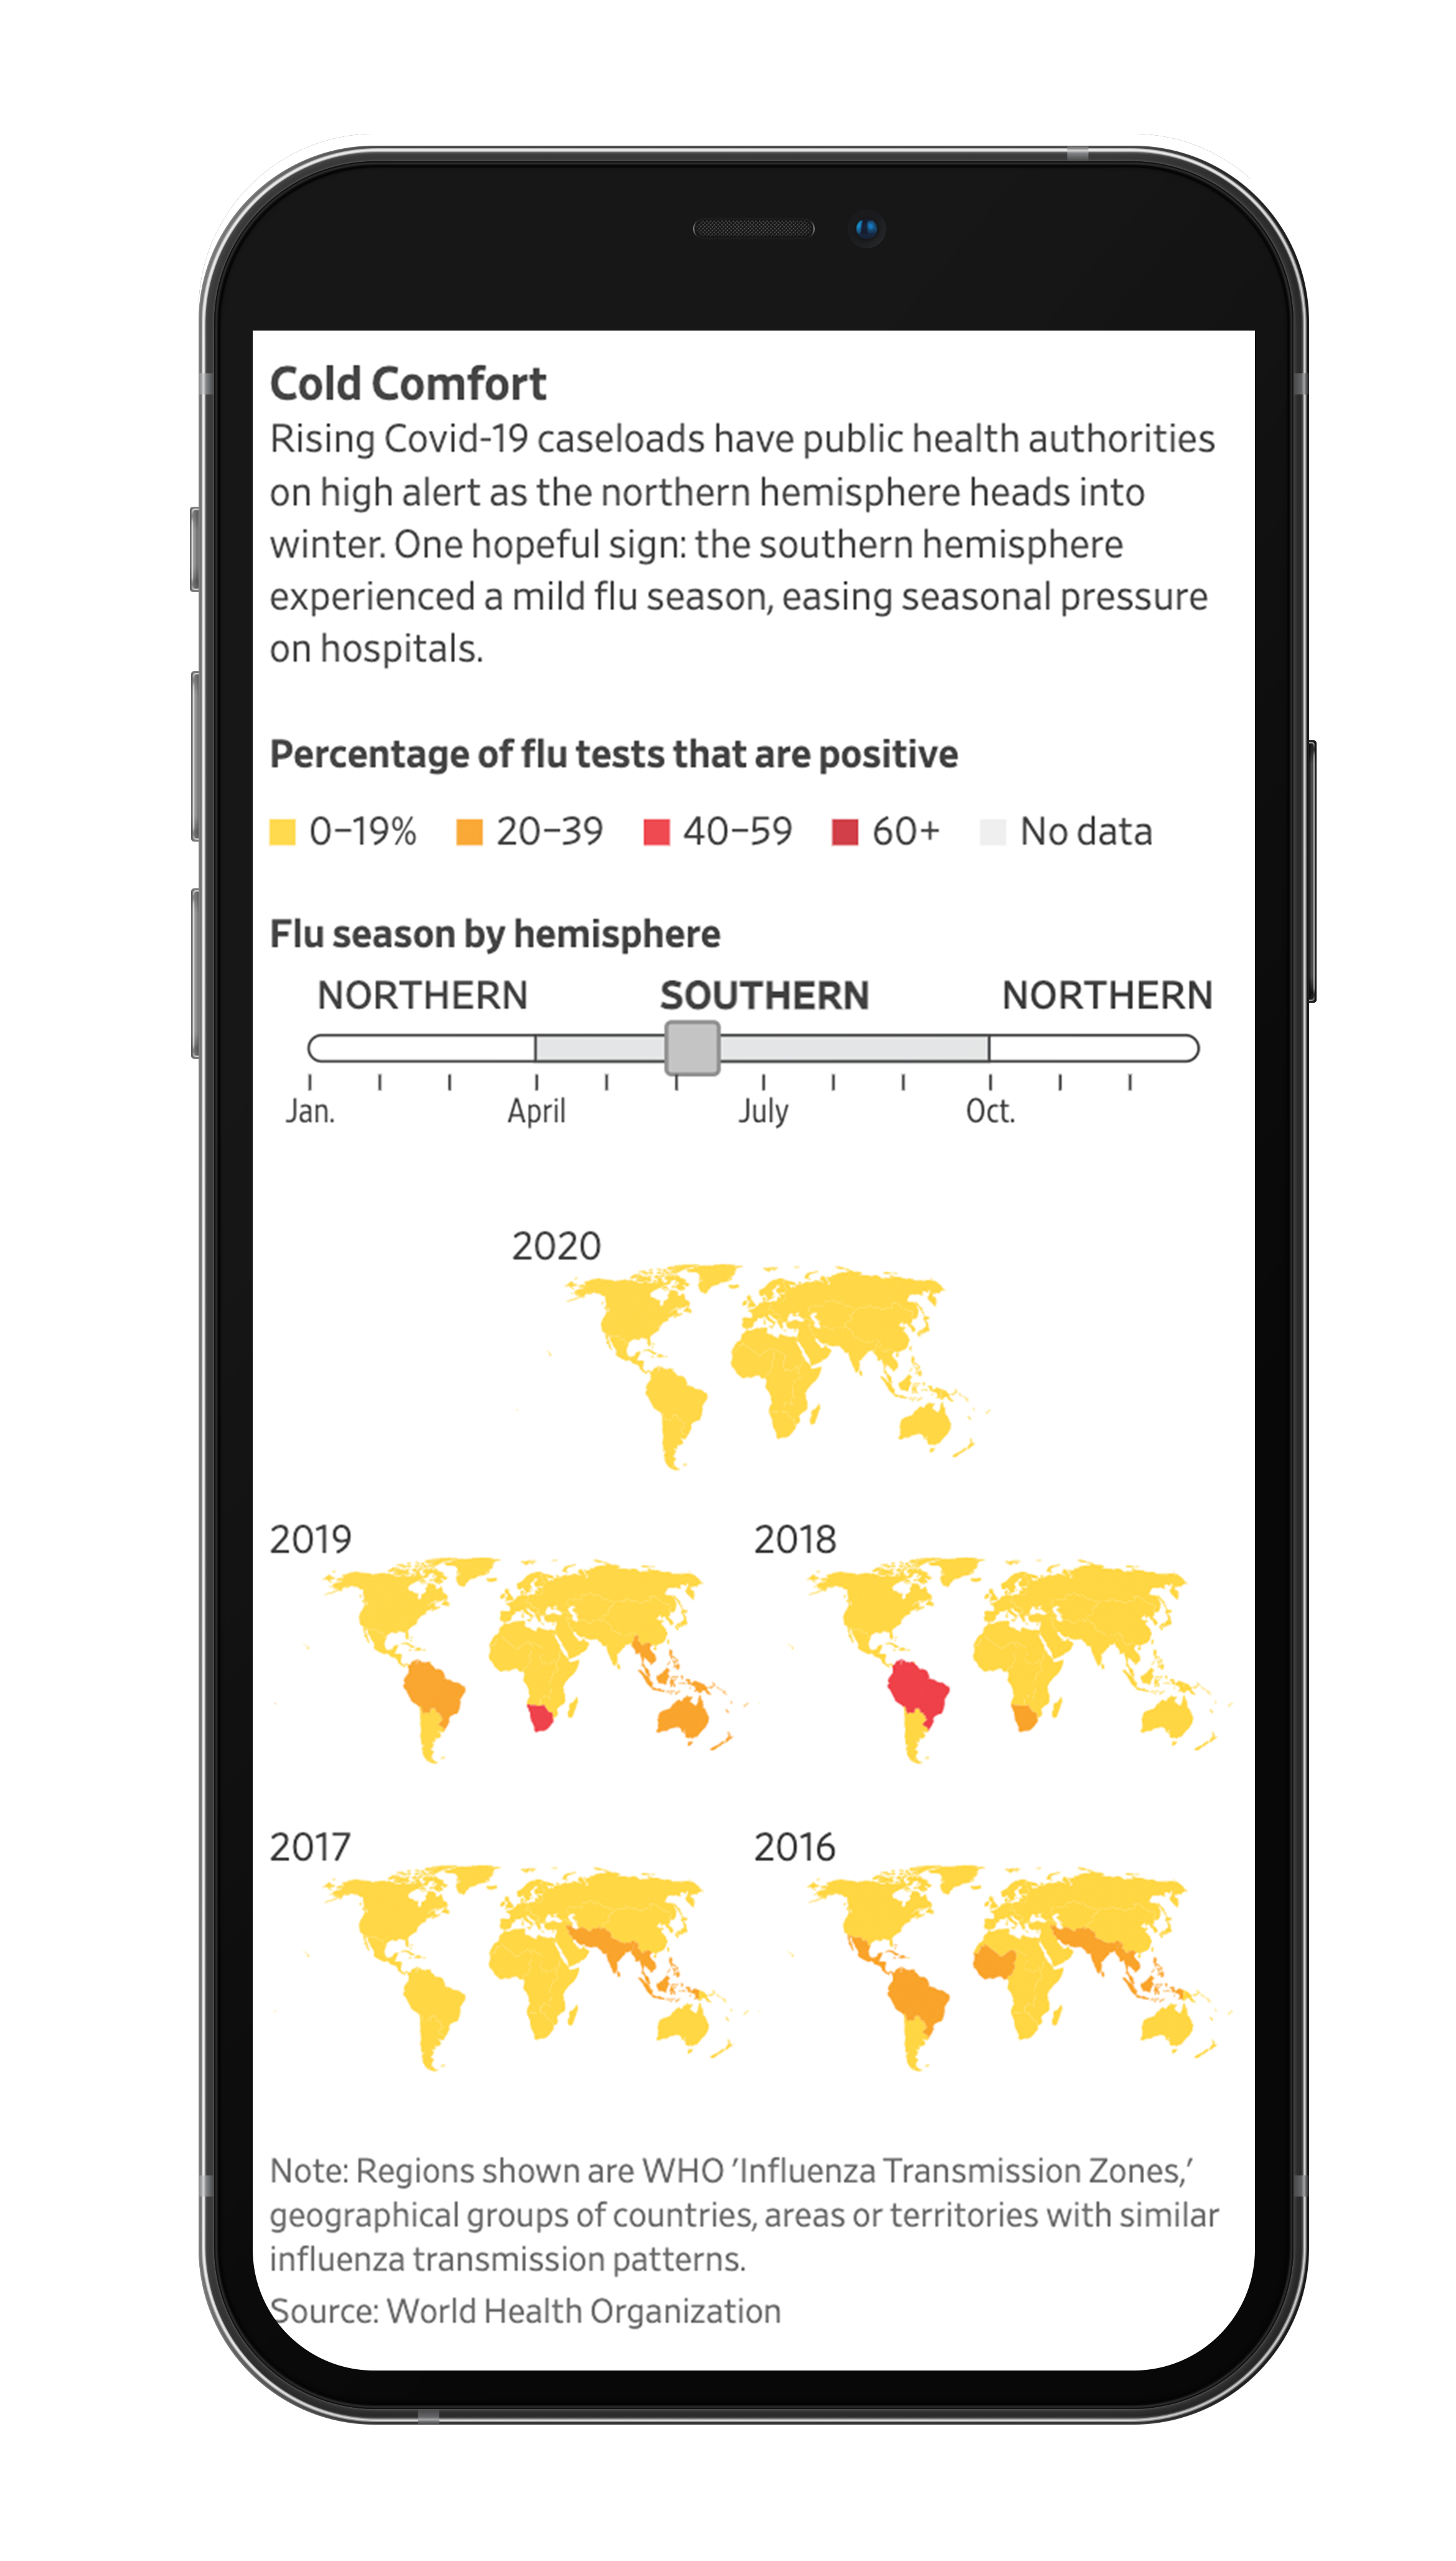 Cold Comfort
Rising Covid-19 caseloads have public health authorities
on high alert as the northern hemisphere heads into
winter. One hopeful sign: the southern hemisphere
experienced a mild flu season, easing seasonal pressure
on hospitals.
Percentage of flu tests that are positive
0–19% 20–39 40–59 60+ No data
Flu season by hemisphere
NORTHERN SOUTHERN NORTHERN
Jan. April July Oct.
2020
2019 2018
2017 2016
Note: Regions shown are WHO ‘Influenza Transmission Zones,’
geographical groups of countries, areas or territories with similar
influenza transmission patterns.
Source: World Health Organization